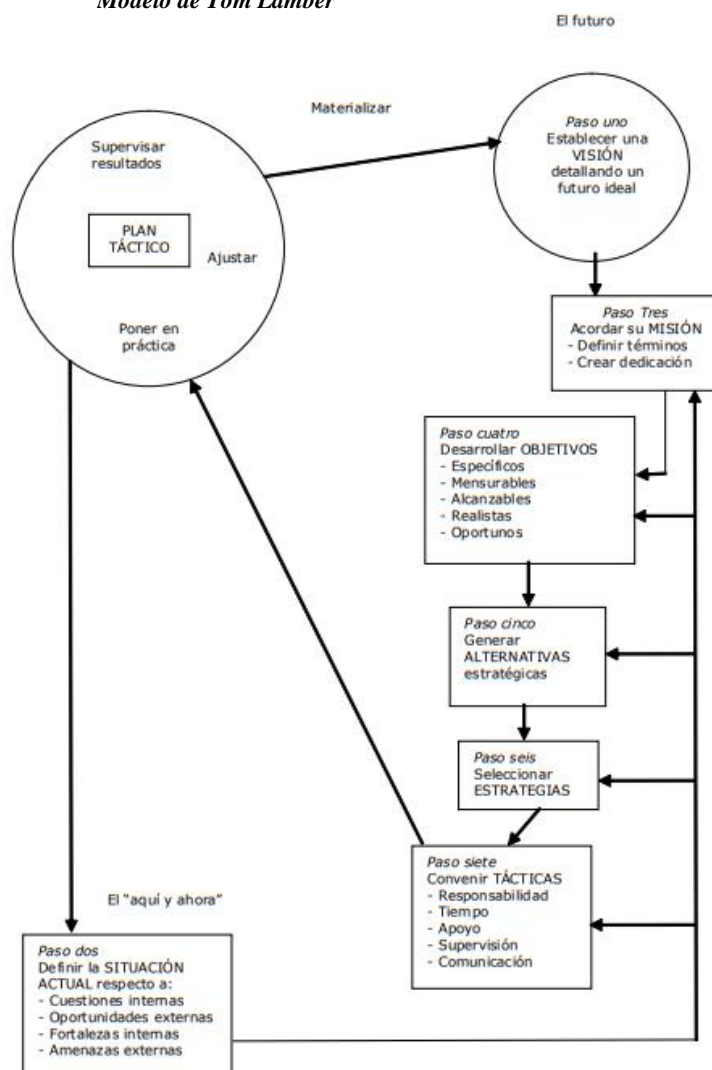 Modelo de Tom Lamber
El futuro
Materializar
Paso uno
Establecer una
VISIÓN
detallando un
futuro ideal
Supervisar
resultados
PLAN
TÁCTICO
Ajustar
Poner en
práctica
Paso Tres
Acordar su MISIÓN
- Definir términos
- Crear dedicación
Paso cuatro
Desarrollar OBJETIVOS
- Específicos
- Mensurables
- Alcanzables
- Realistas
- Oportunos
Paso cinco
Generar
ALTERNATIVAS
estratégicas
Paso seis
Seleccionar
ESTRATEGIAS
Paso siete
Convenir TÁCTICAS
- Responsabilidad
- Tiempo
- Apoyo
- Supervisión
- Comunicación
El "aquí y ahora"
Paso dos
Definir la SITUACIÓN
ACTUAL respecto a:
- Cuestiones internas
- Oportunidades externas
- Fortalezas internas
- Amenazas externas